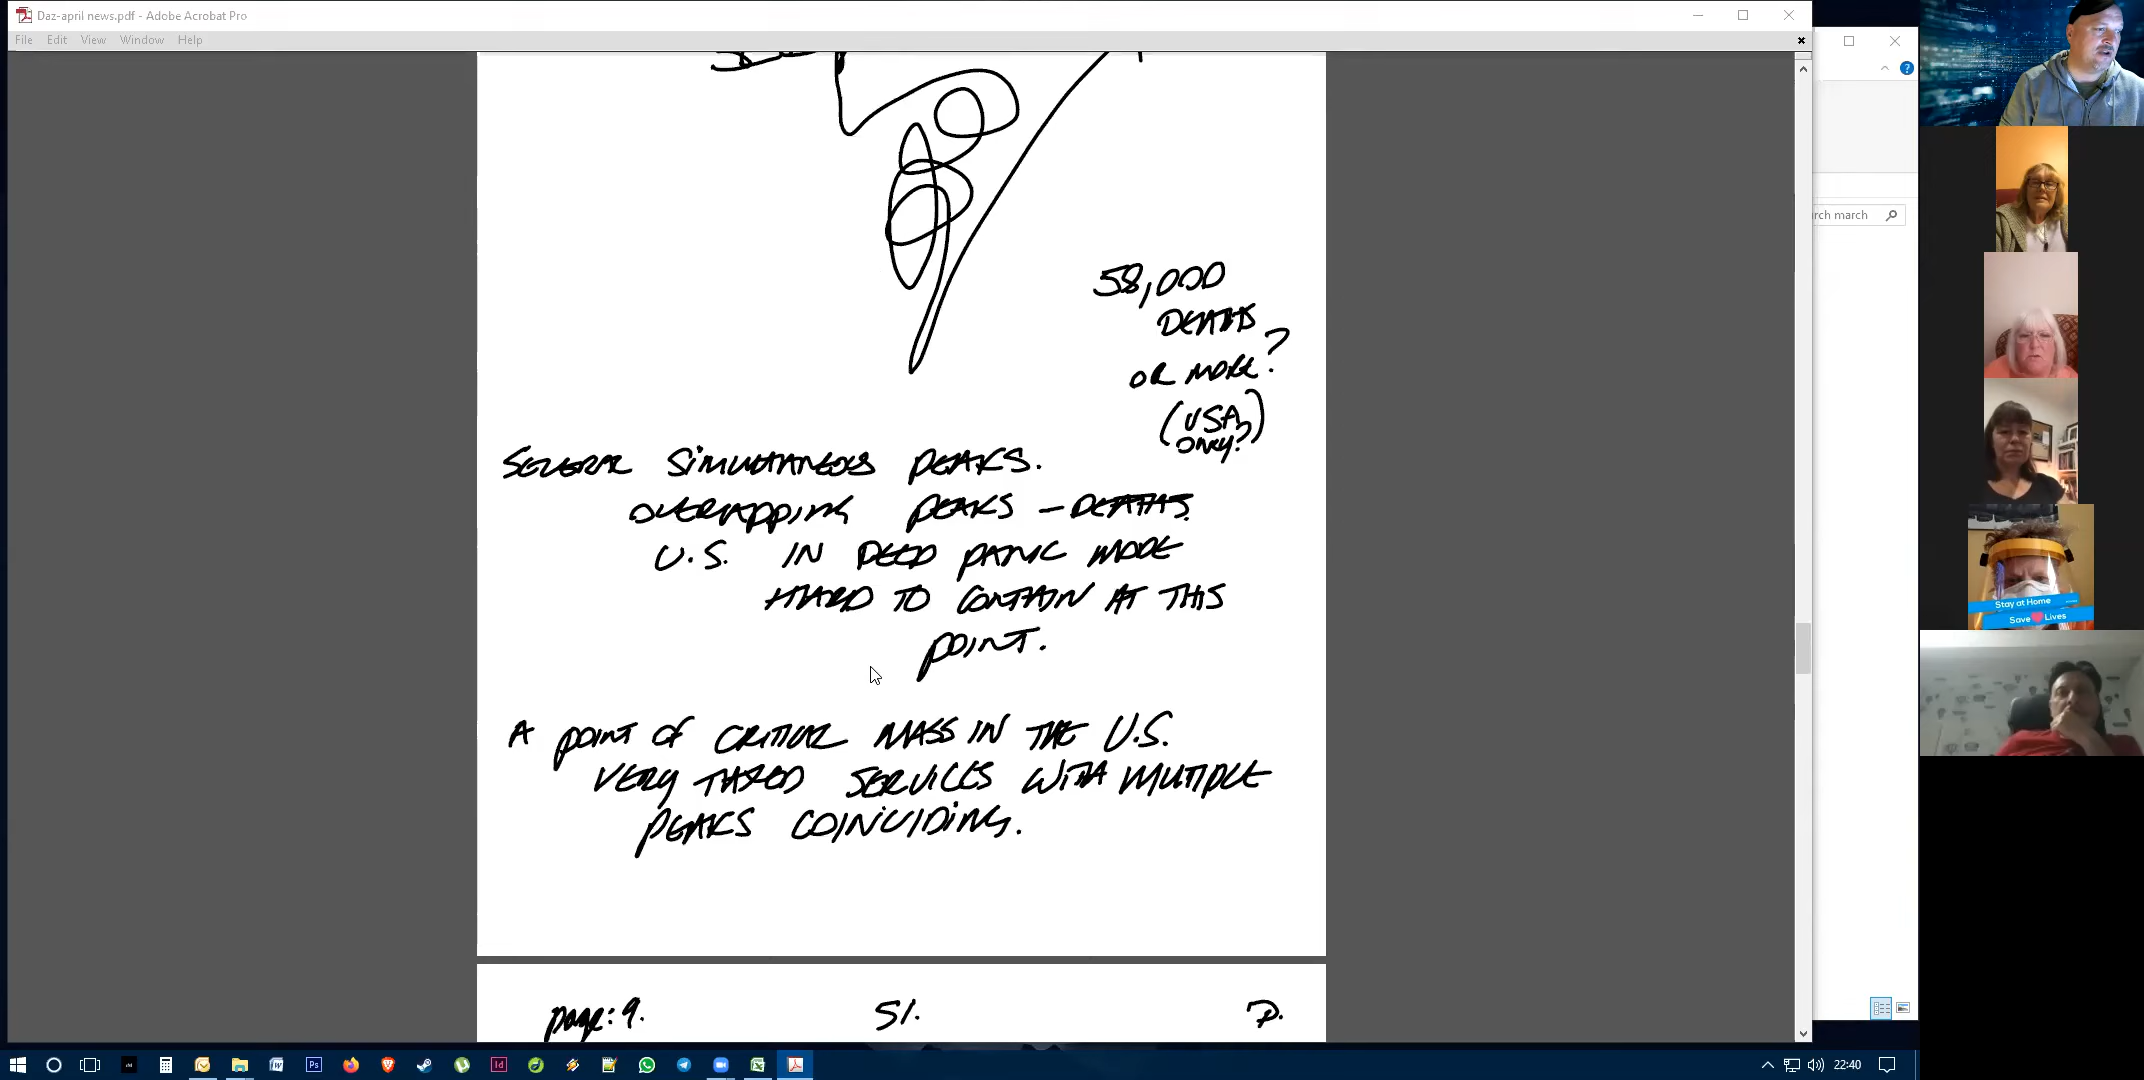 Daz-april news.pdf - Adobe Acrobat Pro
File Edit View Window Help
rch march
58,000
DEATHS
OR MORE?
(USA
ONLY?)
SEVERAL SIMULTANEOUS PEAKS.
OVERLAPPING PEAKS - DEATHS.
U.S. IN DEED PANIC MODE
HARD TO CONTAIN AT THIS
POINT.
A POINT OF CRITICAL MASS IN THE U.S.
VERY TAXED SERVICES WITH MULTIPLE
PEAKS COINCIDING.
page: 9. 51. D.
Stay at Home
Save Lives
22:40